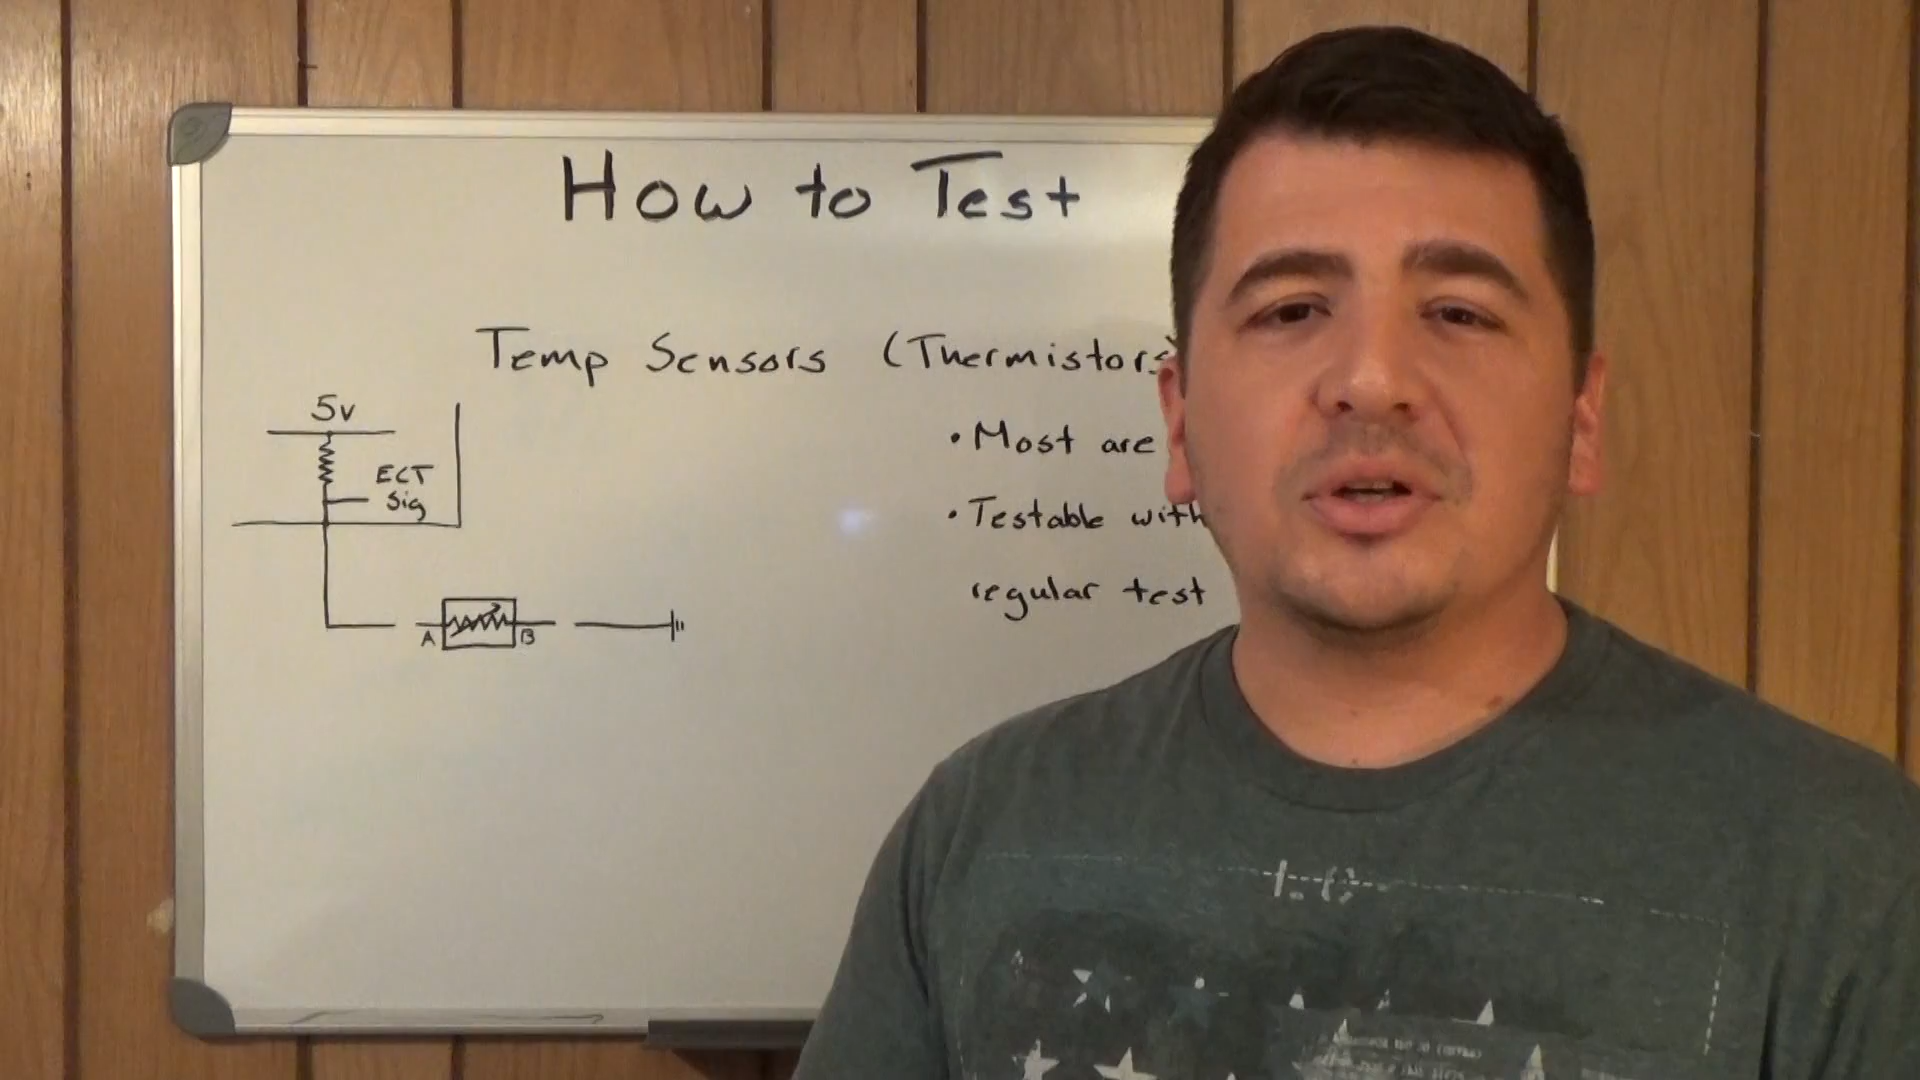 How to Test
Temp Sensors (Thermistors)
5v
ECT
Sig
A
B
• Most are
• Testable with
regular test